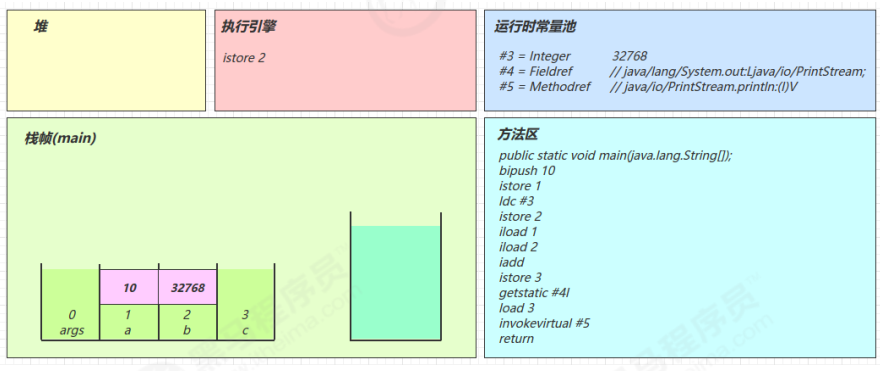 堆
执行引擎
istore 2
运行时常量池
#3 = Integer 32768
#4 = Fieldref // java/lang/System.out:Ljava/io/PrintStream;
#5 = Methodref // java/io/PrintStream.println:(I)V
栈帧(main)
10 32768
0 1 2 3
args a b c
方法区
public static void main(java.lang.String[]);
bipush 10
istore 1
ldc #3
istore 2
iload 1
iload 2
iadd
istore 3
getstatic #4I
load 3
invokevirtual #5
return